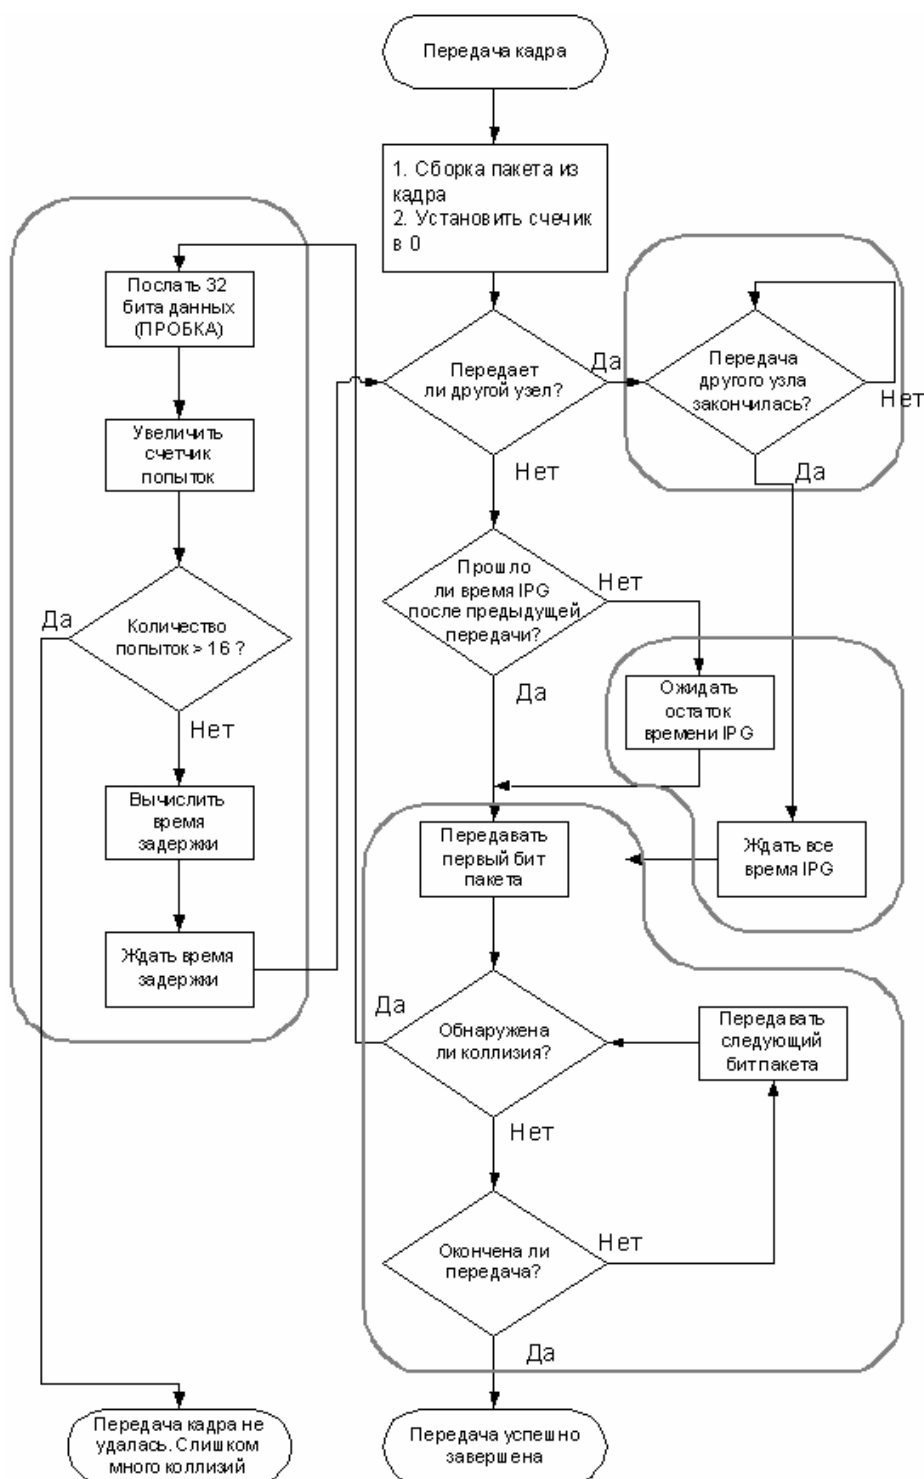 Передача кадра
1. Сборка пакета из
кадра
2. Установить счечик
в 0
Послать 32
бита данных
(ПРОБКА)
Передает
ли другой узел?
Да
Передача
другого узла
закончилась?
Нет
Увеличить
счетчик
попыток
Нет
Да
Прошло
ли время IPG
после предыдущей
передачи?
Нет
Да
Количество
попыток > 16 ?
Да
Ожидать
остаток
времени IPG
Нет
Вычислить
время
задержки
Передавать
первый бит
пакета
Ждать все
время IPG
Ждать время
задержки
Да
Обнаружена
ли коллизия?
Передавать
следующий
бит пакета
Нет
Окончена ли
передача?
Нет
Да
Передача кадра не
удалась. Слишком
много коллизий
Передача успешно
завершена